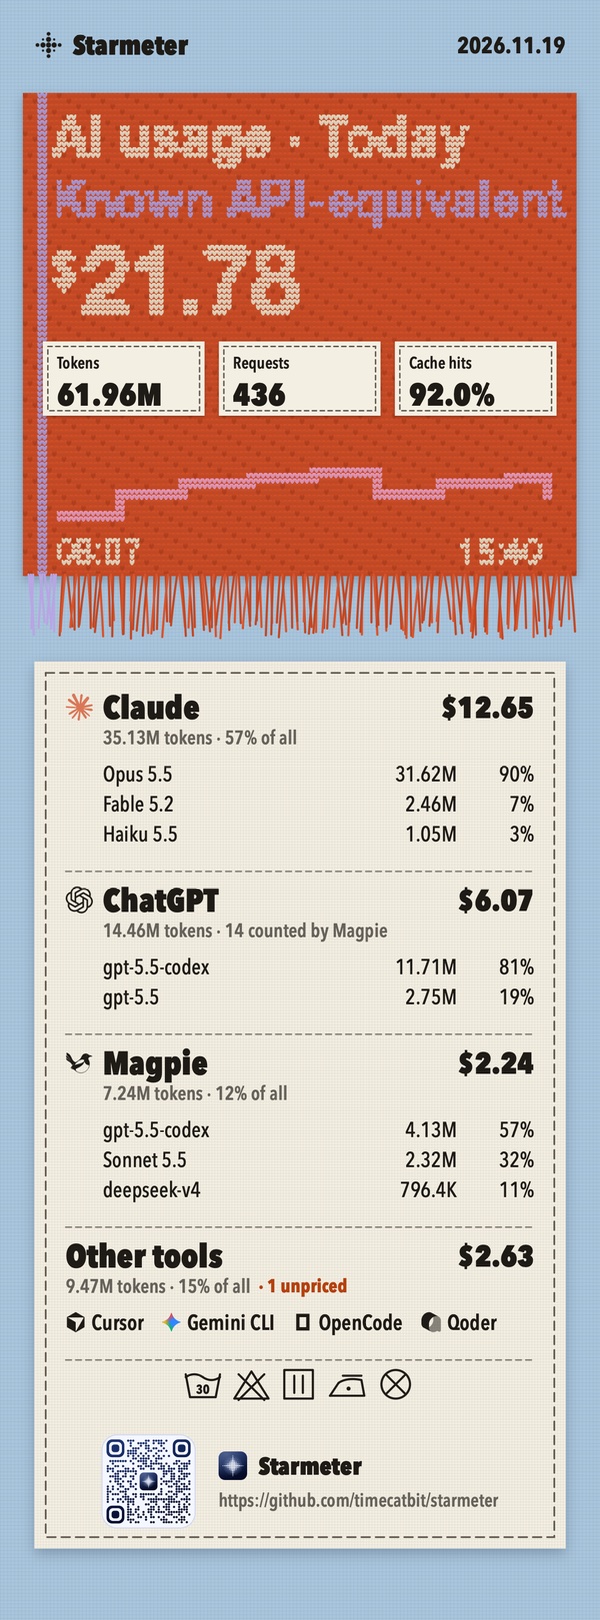 Starmeter
2026.11.19
AI usage · Today
Known API-equivalent
$21.78
Tokens
61.96M
Requests
436
Cache hits
92.0%
08:07
15:40
Claude
$12.65
35.13M tokens · 57% of all
Opus 5.5 31.62M 90%
Fable 5.2 2.46M 7%
Haiku 5.5 1.05M 3%
ChatGPT
$6.07
14.46M tokens · 14 counted by Magpie
gpt-5.5-codex 11.71M 81%
gpt-5.5 2.75M 19%
Magpie
$2.24
7.24M tokens · 12% of all
gpt-5.5-codex 4.13M 57%
Sonnet 5.5 2.32M 32%
deepseek-v4 796.4K 11%
Other tools
$2.63
9.47M tokens · 15% of all · 1 unpriced
Cursor Gemini CLI OpenCode Qoder
30
Starmeter
https://github.com/timecatbit/starmeter